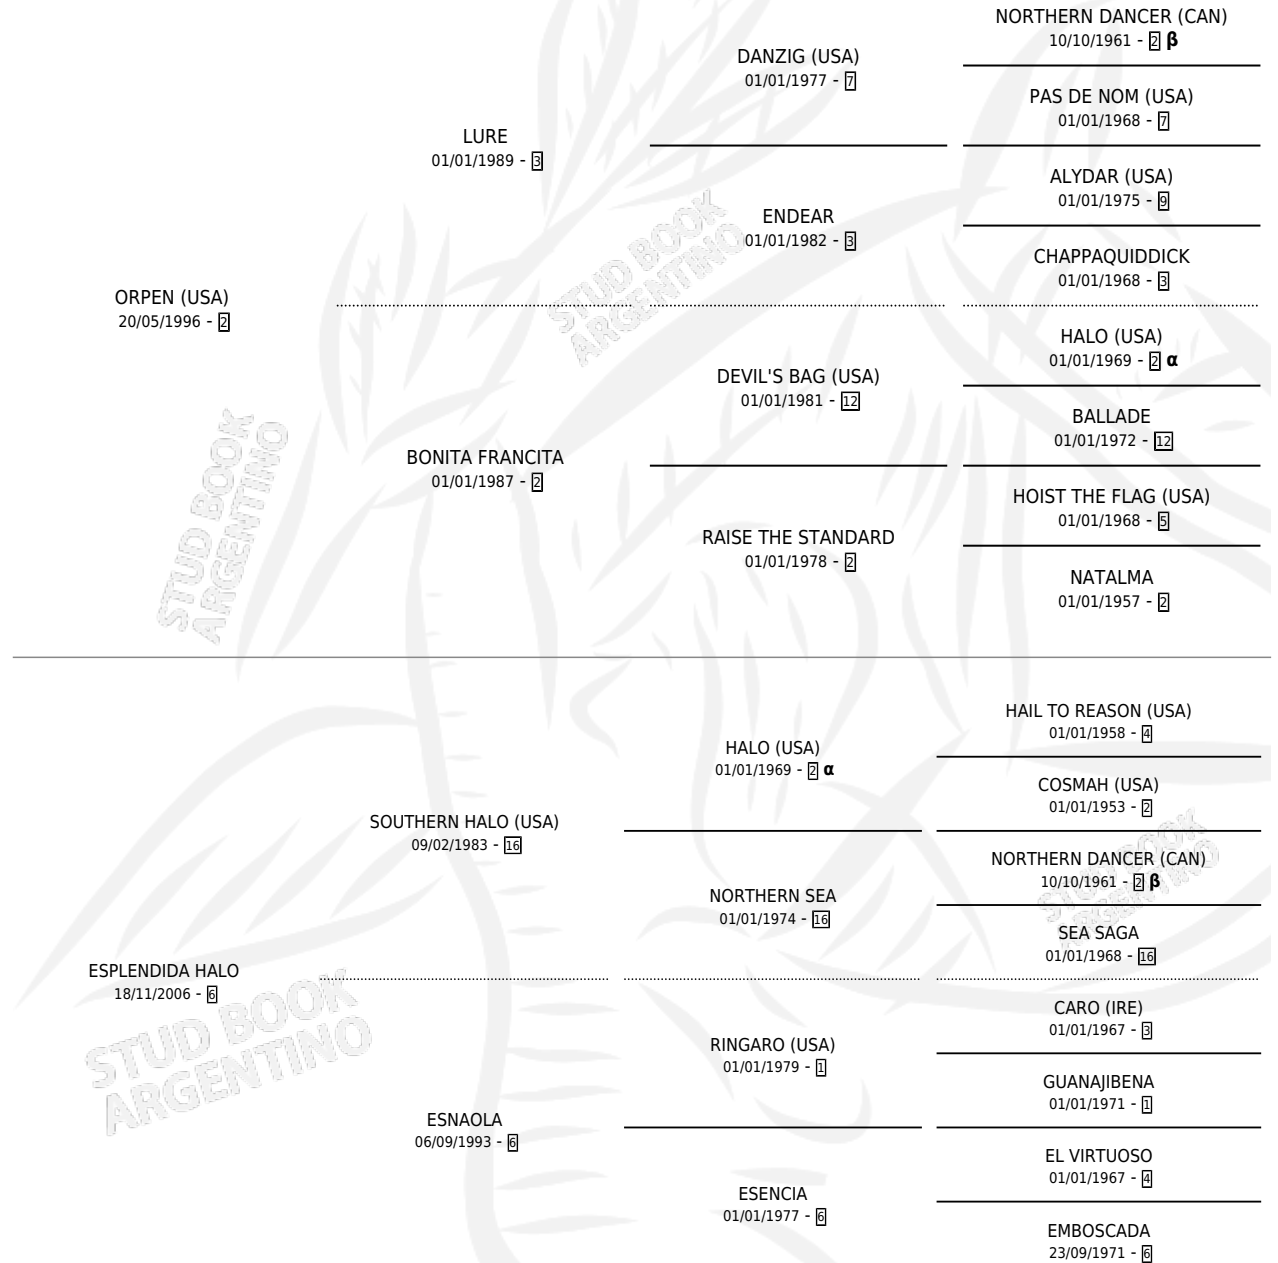 NORTHERN DANCER (CAN)
10/10/1961 - 2 β
DANZIG (USA)
01/01/1977 - 7
PAS DE NOM (USA)
01/01/1968 - 7
LURE
01/01/1989 - 3
ALYDAR (USA)
01/01/1975 - 9
ENDEAR
01/01/1982 - 3
CHAPPAQUIDDICK
01/01/1968 - 3
ORPEN (USA)
20/05/1996 - 2
HALO (USA)
01/01/1969 - 2 α
DEVIL'S BAG (USA)
01/01/1981 - 12
BALLADE
01/01/1972 - 12
BONITA FRANCITA
01/01/1987 - 2
HOIST THE FLAG (USA)
01/01/1968 - 5
RAISE THE STANDARD
01/01/1978 - 2
NATALMA
01/01/1957 - 2
HAIL TO REASON (USA)
01/01/1958 - 4
HALO (USA)
01/01/1969 - 2 α
COSMAH (USA)
01/01/1953 - 2
SOUTHERN HALO (USA)
09/02/1983 - 16
NORTHERN DANCER (CAN)
10/10/1961 - 2 β
NORTHERN SEA
01/01/1974 - 16
SEA SAGA
01/01/1968 - 16
ESPLENDIDA HALO
18/11/2006 - 6
CARO (IRE)
01/01/1967 - 3
RINGARO (USA)
01/01/1979 - 1
GUANAJIBENA
01/01/1971 - 1
ESNAOLA
06/09/1993 - 6
EL VIRTUOSO
01/01/1967 - 4
ESENCIA
01/01/1977 - 6
EMBOSCADA
23/09/1971 - 6
STUD BOOK
ARGENTINO
STUD BOOK
ARGENTINO
STUD BOOK
ARGENTINO
STUD BOOK
ARGENTINO